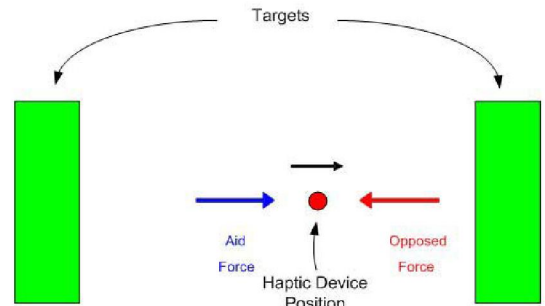 Targets
Aid
Force
Opposed
Force
Haptic Device
Position